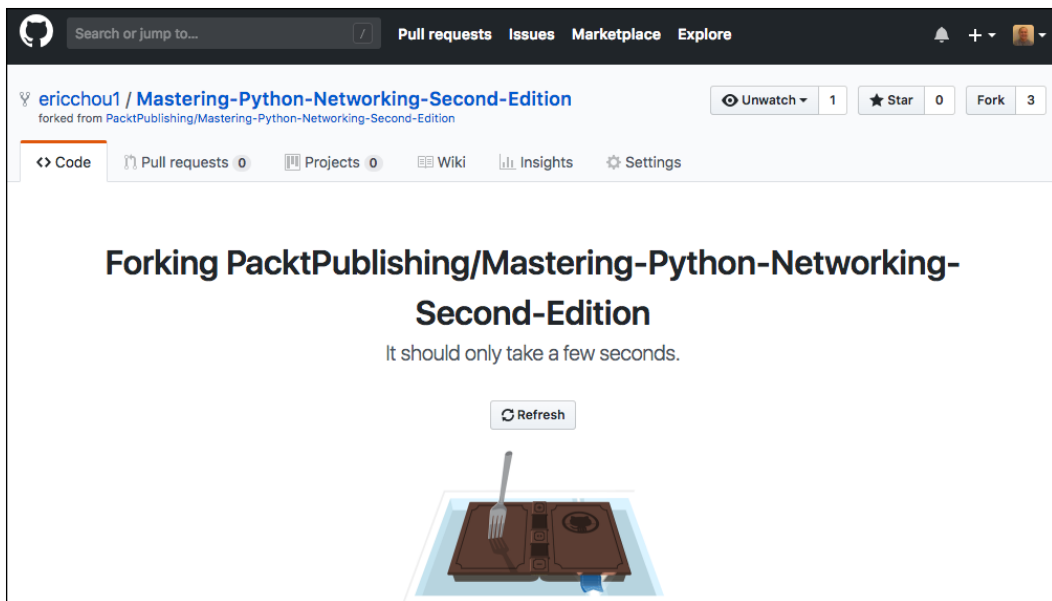 Search or jump to... / Pull requests Issues Marketplace Explore
ericchou1 / Mastering-Python-Networking-Second-Edition Unwatch 1 Star 0 Fork 3
forked from PacktPublishing/Mastering-Python-Networking-Second-Edition
<> Code Pull requests 0 Projects 0 Wiki Insights Settings
Forking PacktPublishing/Mastering-Python-Networking-
Second-Edition
It should only take a few seconds.
Refresh